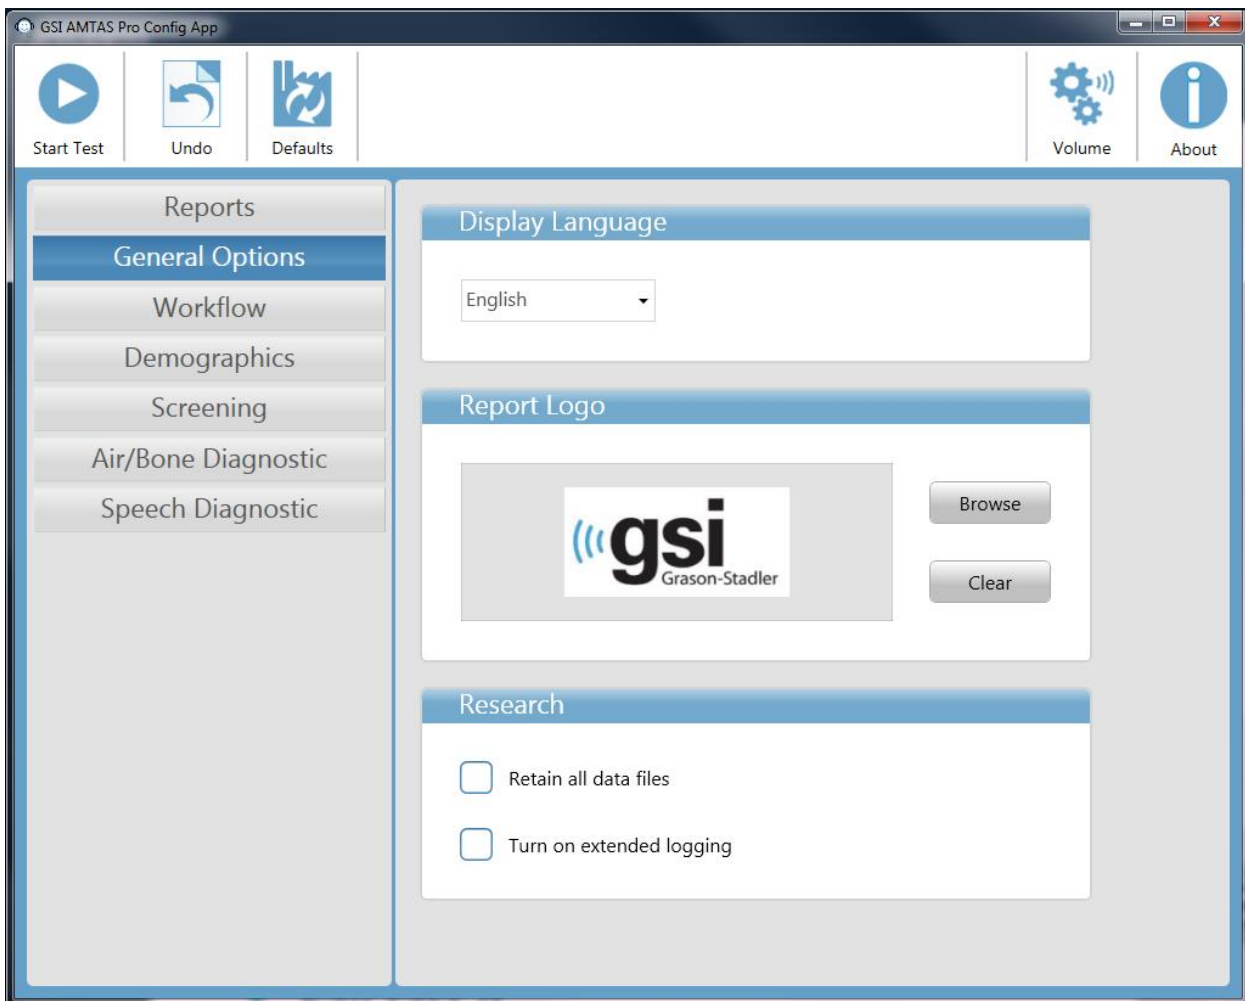 GSI AMTAS Pro Config App
Start Test
Undo
Defaults
Volume
About
Reports
General Options
Workflow
Demographics
Screening
Air/Bone Diagnostic
Speech Diagnostic
Display Language
English
Report Logo
gsi
Grason-Stadler
Browse
Clear
Research
Retain all data files
Turn on extended logging